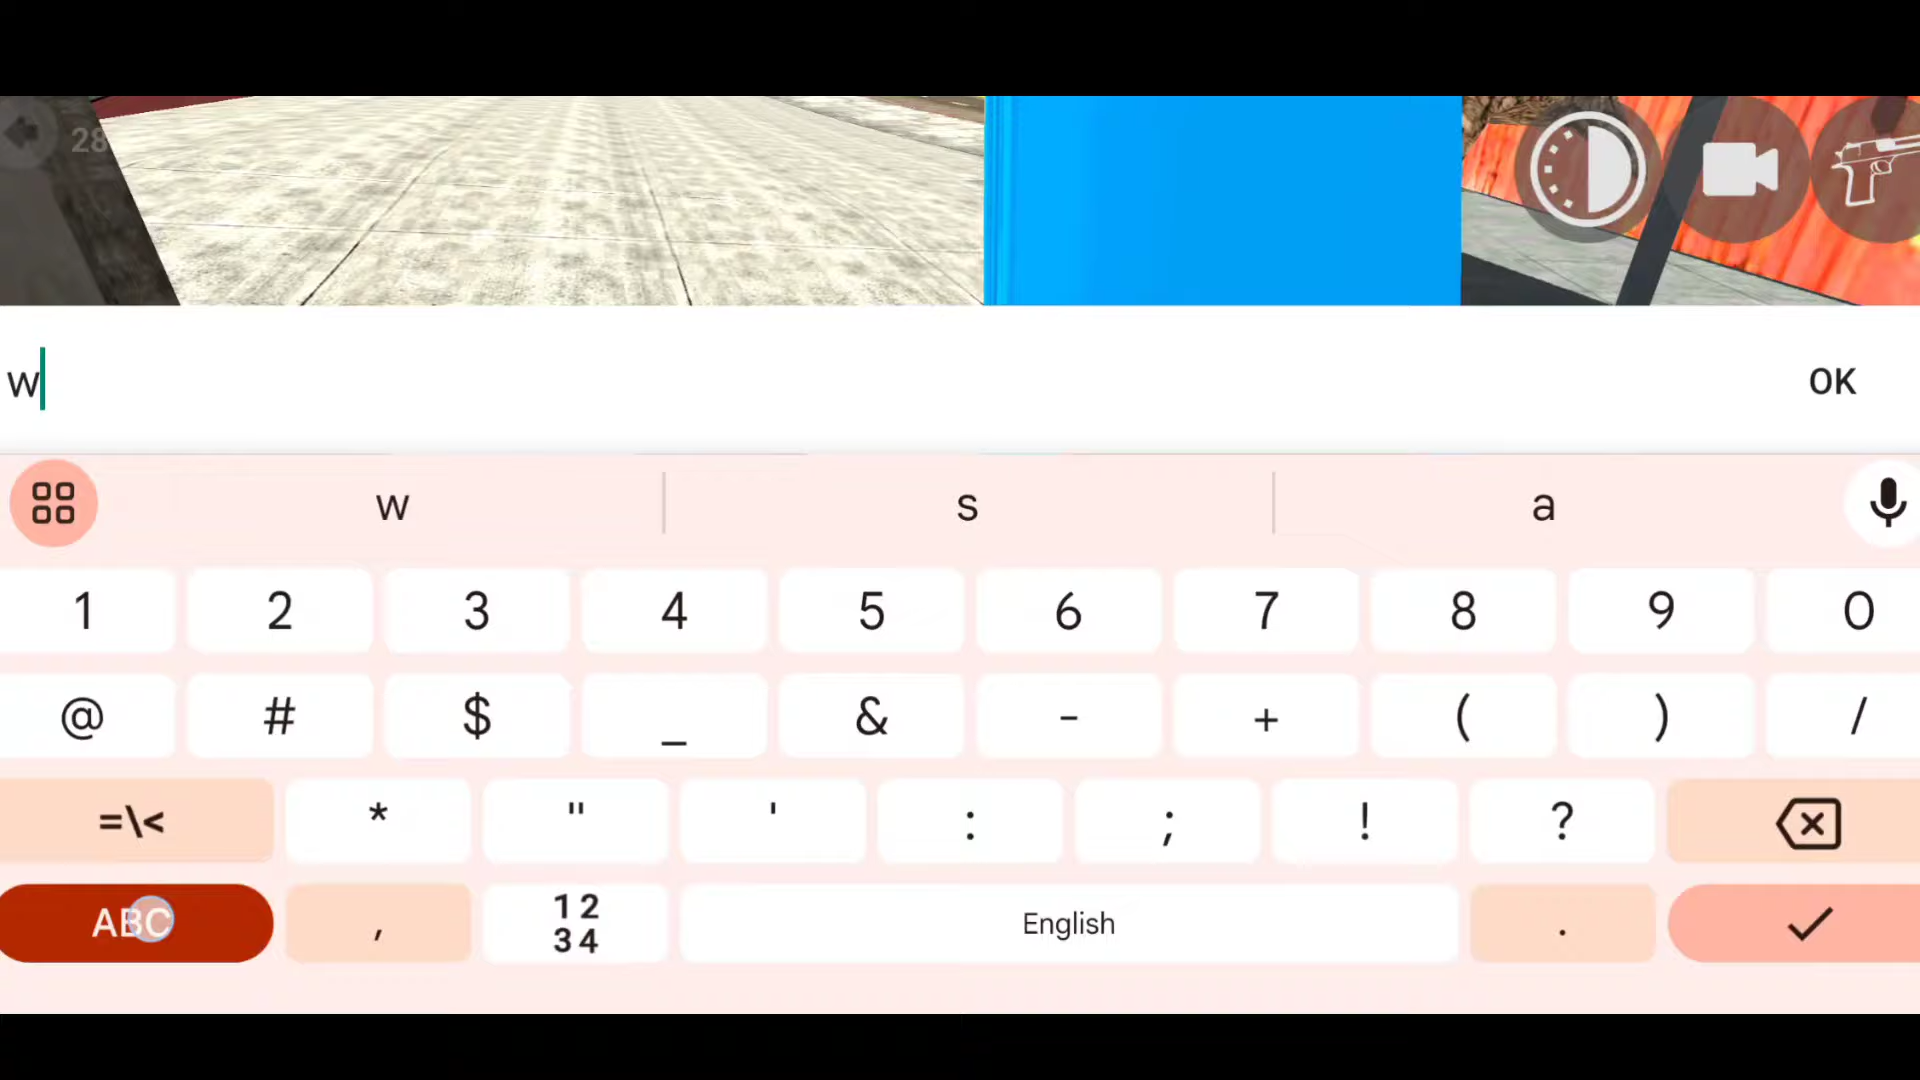 28
w
OK
w s a
1 2 3 4 5 6 7 8 9 0
@ # $ _ & - + ( ) /
=\< * " ' : ; ! ?
ABC , 12 English .
34